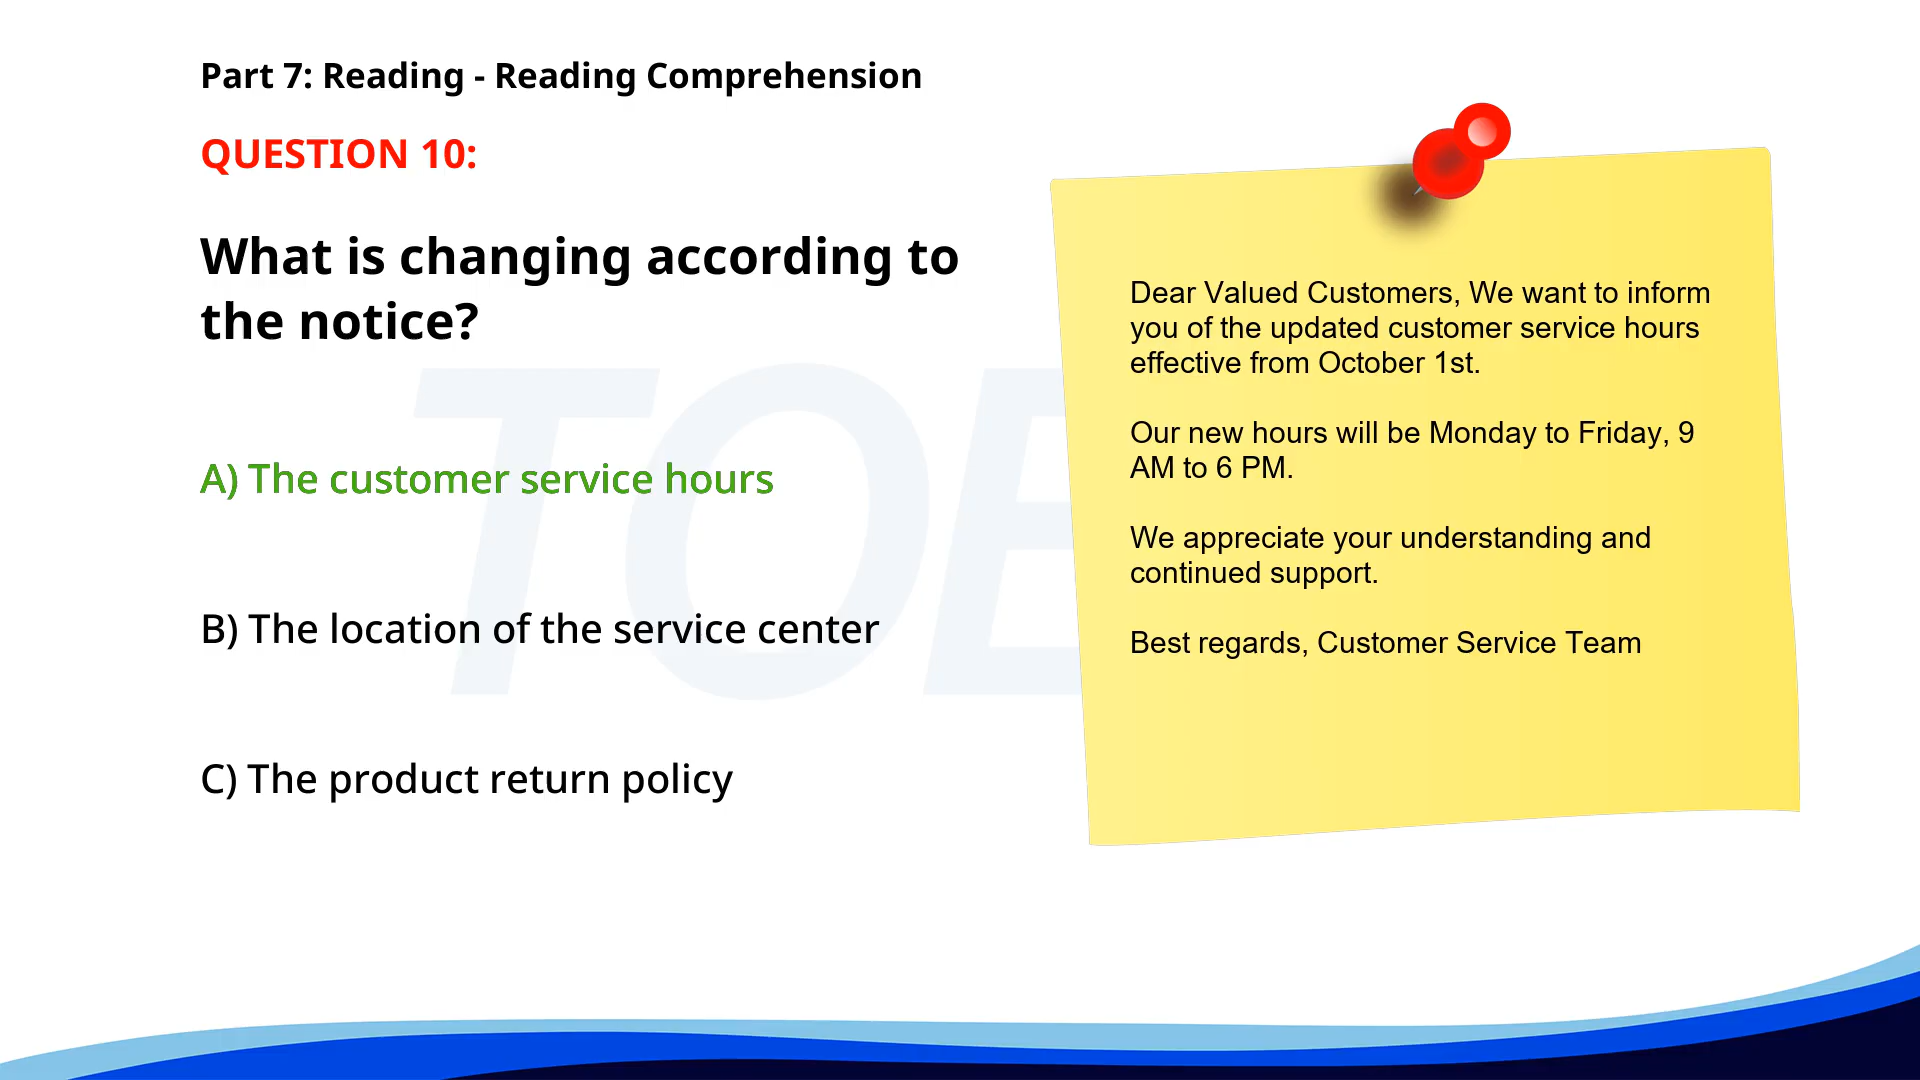 Part 7: Reading - Reading Comprehension
QUESTION 10:
What is changing according to
the notice?
A) The customer service hours
B) The location of the service center
C) The product return policy
Dear Valued Customers, We want to inform
you of the updated customer service hours
effective from October 1st.
Our new hours will be Monday to Friday, 9
AM to 6 PM.
We appreciate your understanding and
continued support.
Best regards, Customer Service Team